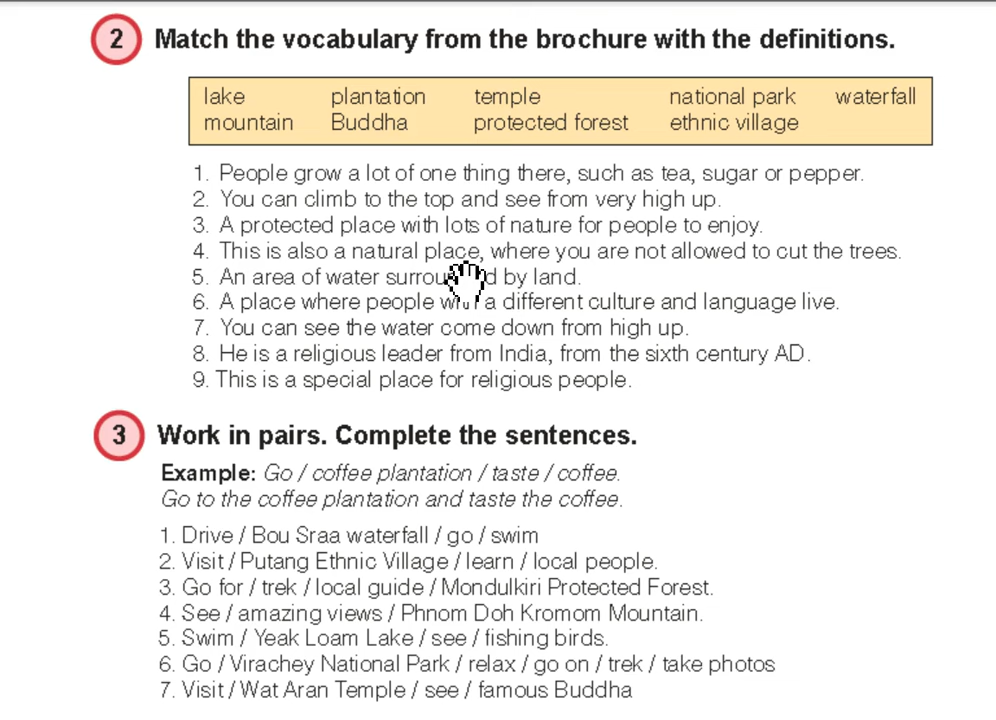 2 Match the vocabulary from the brochure with the definitions.
lake plantation temple national park waterfall
mountain Buddha protected forest ethnic village
1. People grow a lot of one thing there, such as tea, sugar or pepper.
2. You can climb to the top and see from very high up.
3. A protected place with lots of nature for people to enjoy.
4. This is also a natural place, where you are not allowed to cut the trees.
5. An area of water by land.
6. A place where people a different culture and language live.
7. You can see the water come down from high up.
8. He is a religious leader from India, from the sixth century AD.
9. This is a special place for religious people.
3 Work in pairs. Complete the sentences.
Example: Go / coffee plantation / taste / coffee.
Go to the coffee plantation and taste the coffee.
1. Drive / Bou Sraa waterfall / go / swim
2. Visit / Putang Ethnic Village / learn / local people.
3. Go for / trek / local guide / Mondulkiri Protected Forest.
4. See / amazing views / Phnom Doh Kromom Mountain.
5. Swim / Yeak Loam Lake / see / fishing birds.
6. Go / Virachey National Park / relax / go on / trek / take photos
7. Visit / Wat Aran Temple / see / famous Buddha